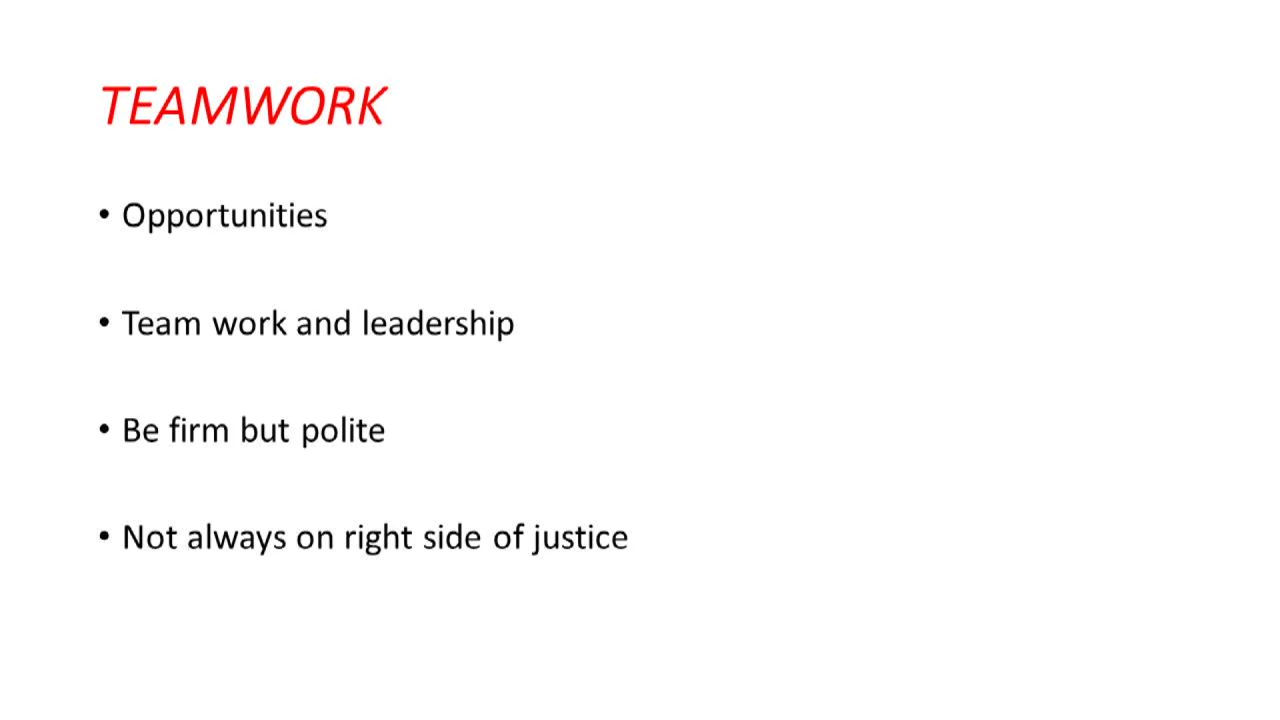 TEAMWORK
• Opportunities
• Team work and leadership
• Be firm but polite
• Not always on right side of justice